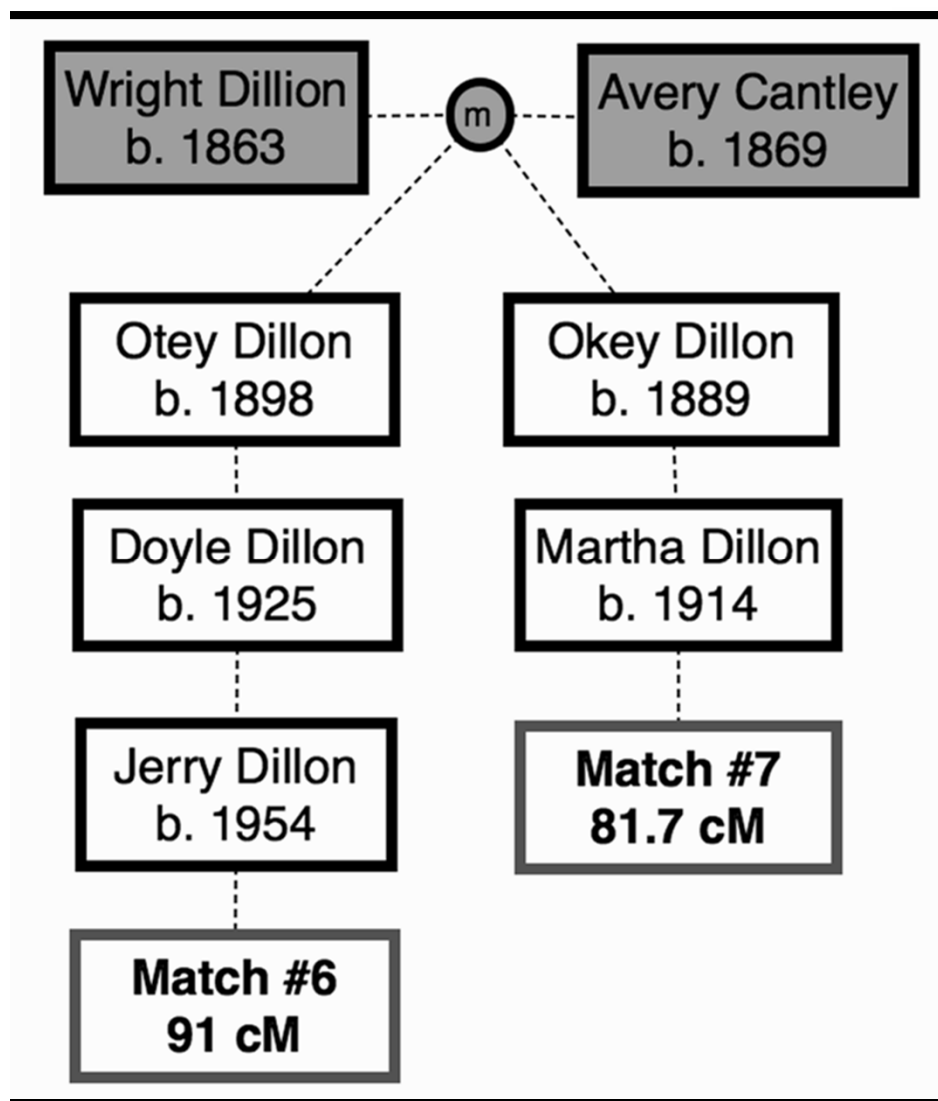 Wright Dillion
b. 1863
m
Avery Cantley
b. 1869
Otey Dillon
b. 1898
Okey Dillon
b. 1889
Doyle Dillon
b. 1925
Martha Dillon
b. 1914
Jerry Dillon
b. 1954
Match #7
81.7 cM
Match #6
91 cM